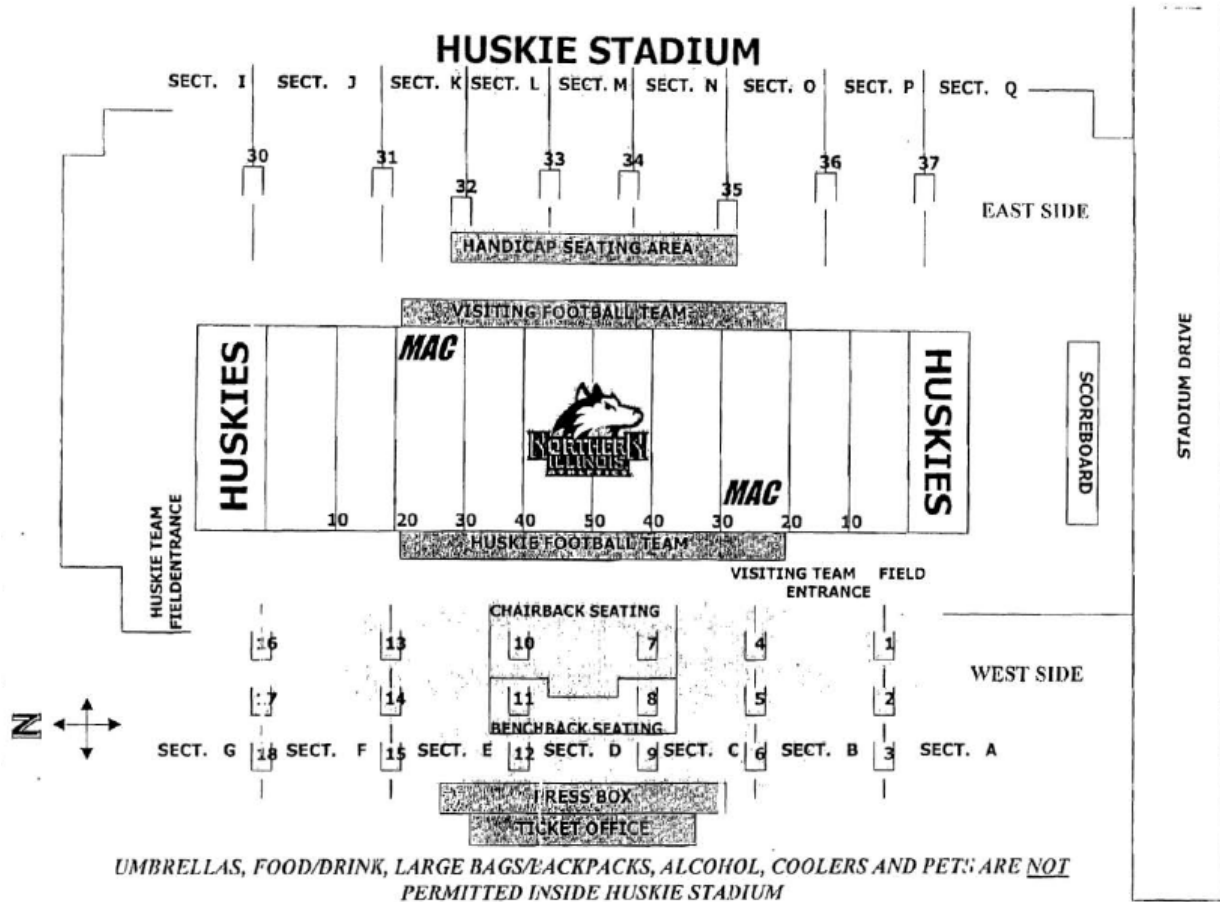 HUSKIE STADIUM
SECT. I SECT. J SECT. K SECT. L SECT. M SECT. N SECT. O SECT. P SECT. Q
30 31 33 34 36 37
32 35
EAST SIDE
HANDICAP SEATING AREA
VISITING FOOTBALL TEAM
MAC
HUSKIES
HUSKIES
NORTHERN
ILLINOIS
MAC
SCOREBOARD
STADIUM DRIVE
10 20 30 40 50 40 30 20 10
HUSKIE FOOTBALL TEAM
HUSKIE TEAM
FIELDENTRANCE
VISITING TEAM FIELD
ENTRANCE
CHAIRBACK SEATING
16 13 10 7 4 1
WEST SIDE
17 14 11 8 5 2
N
BENCHBACK SEATING
SECT. G 18 SECT. F 15 SECT. E 12 SECT. D 9 SECT. C 6 SECT. B 3 SECT. A
PRESS BOX
TICKET OFFICE
UMBRELLAS, FOOD/DRINK, LARGE BAGS/BACKPACKS, ALCOHOL, COOLERS AND PETS ARE NOT
PERMITTED INSIDE HUSKIE STADIUM